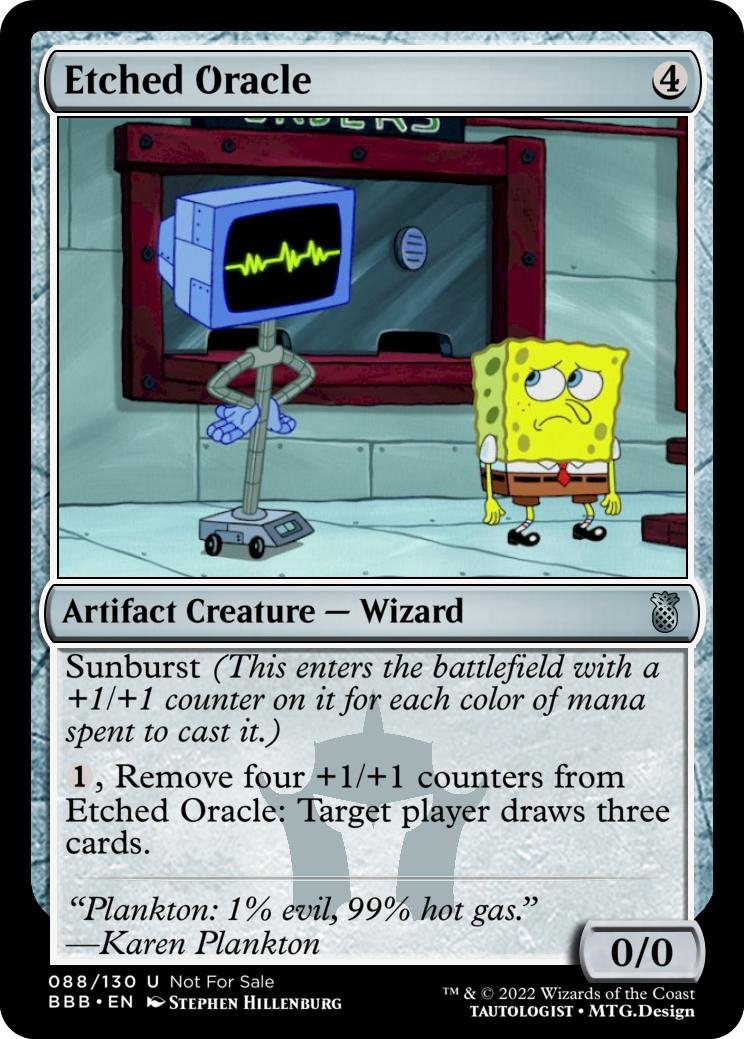 Etched Oracle 4
Artifact Creature — Wizard
Sunburst (This enters the battlefield with a
+1/+1 counter on it for each color of mana
spent to cast it.)
1, Remove four +1/+1 counters from
Etched Oracle: Target player draws three
cards.
“Plankton: 1% evil, 99% hot gas.”
—Karen Plankton
0/0
088/130 U Not For Sale
BBB • EN Stephen Hillenburg
™ & © 2022 Wizards of the Coast
TAUTOLOGIST • MTG.Design